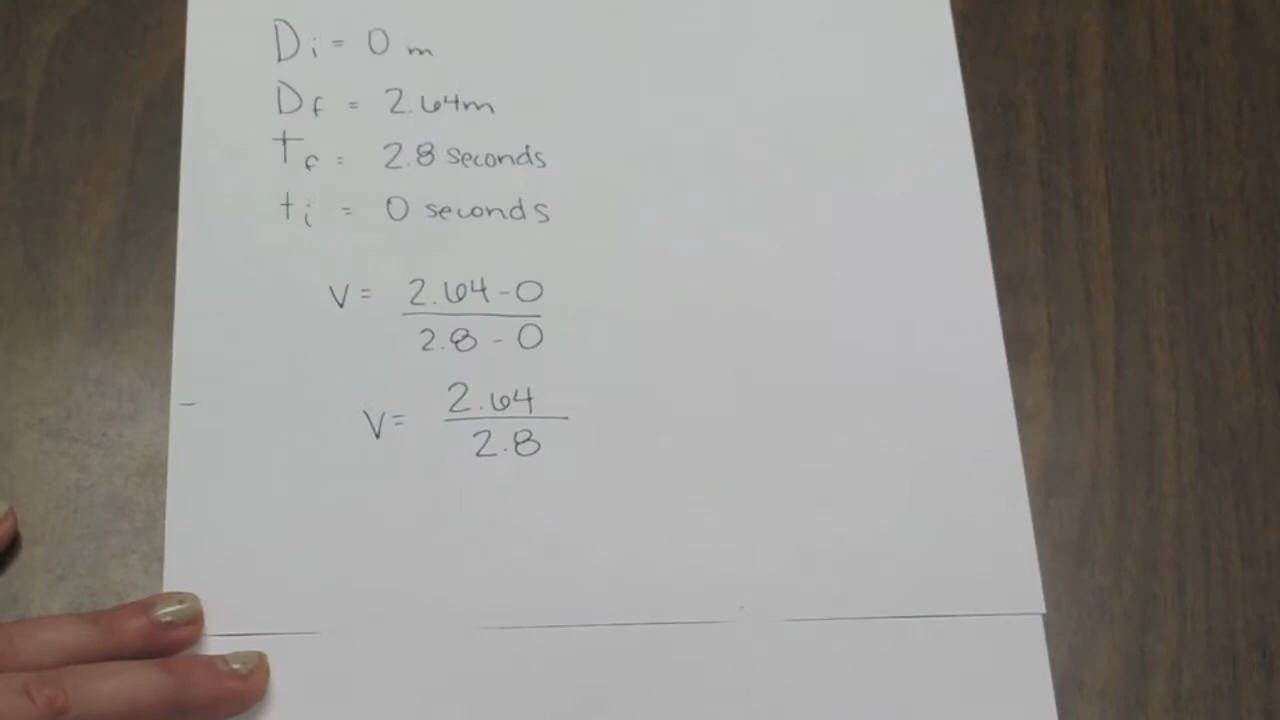 Di = 0 m
Df = 2.64m
tf = 2.8 seconds
ti = 0 seconds
V = 2.64 - 0
2.8 - 0
V = 2.64
2.8